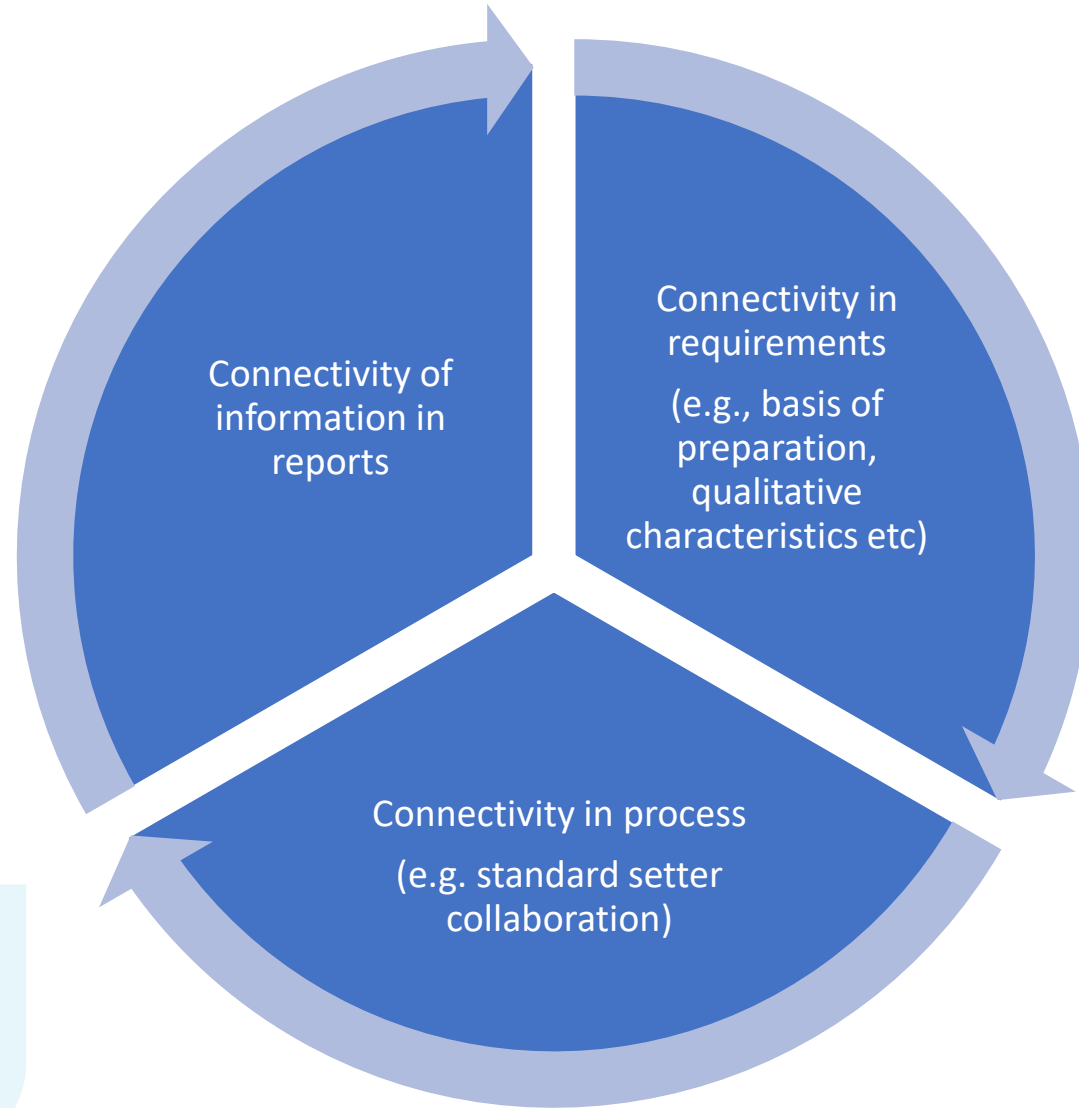 Connectivity of
information in
reports
Connectivity in
requirements
(e.g., basis of
preparation,
qualitative
characteristics etc)
Connectivity in process
(e.g. standard setter
collaboration)